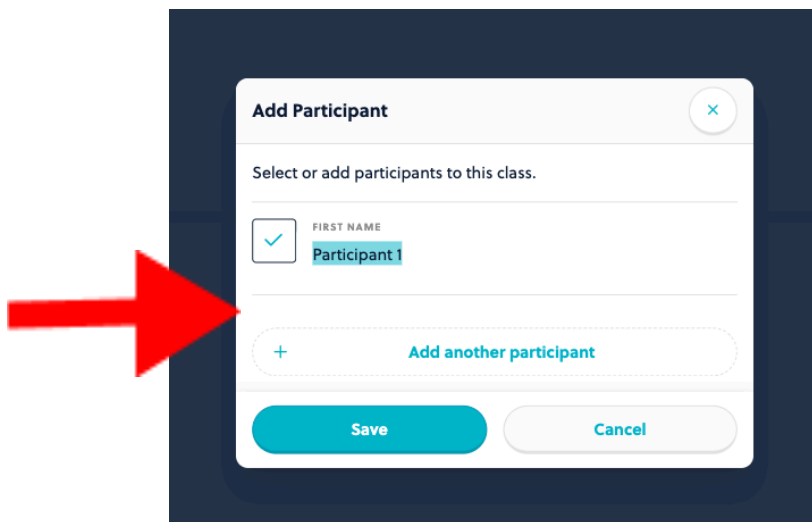 Add Participant
Select or add participants to this class.
FIRST NAME
Participant 1
Add another participant
Save
Cancel